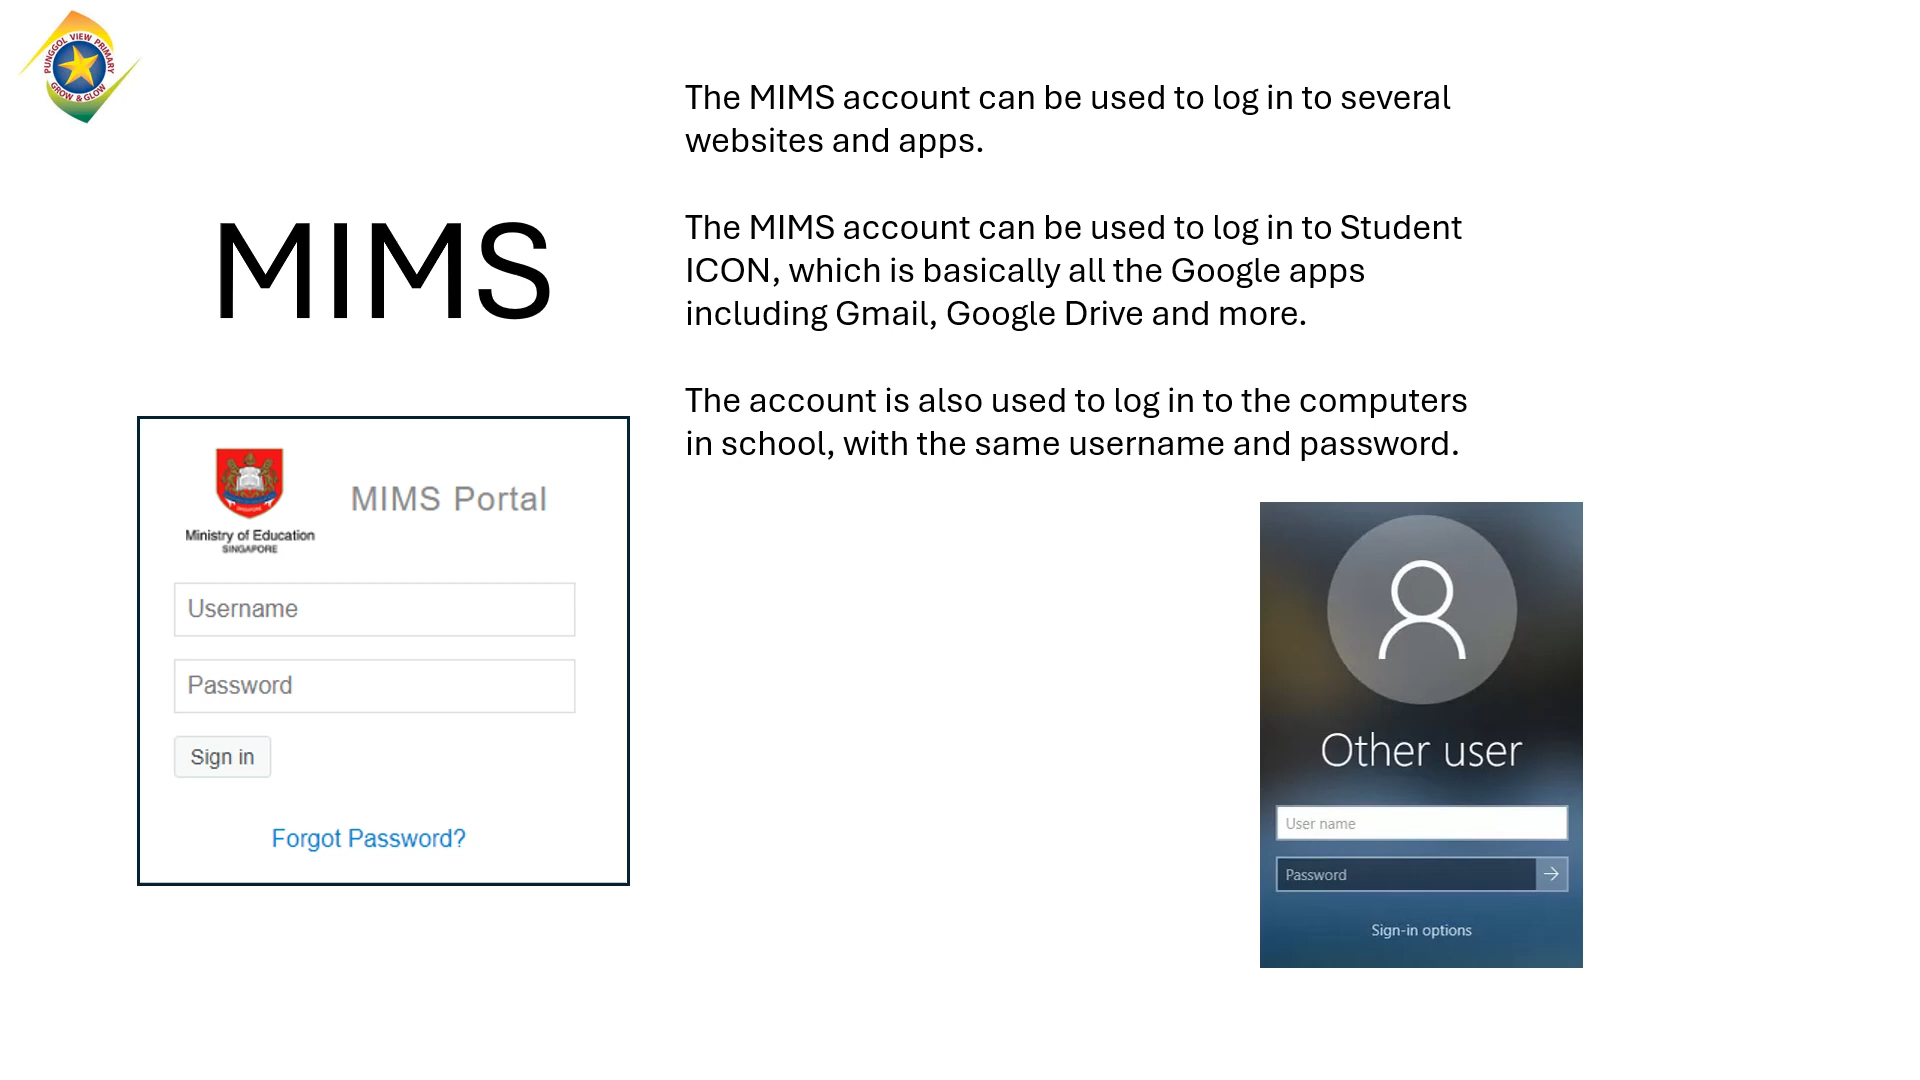 PUNGGOL VIEW PRIMARY
GROW & GLOW
MIMS
The MIMS account can be used to log in to several
websites and apps.
The MIMS account can be used to log in to Student
ICON, which is basically all the Google apps
including Gmail, Google Drive and more.
The account is also used to log in to the computers
in school, with the same username and password.
Ministry of Education
SINGAPORE
MIMS Portal
Username
Password
Sign in
Forgot Password?
Other user
User name
Password
Sign-in options